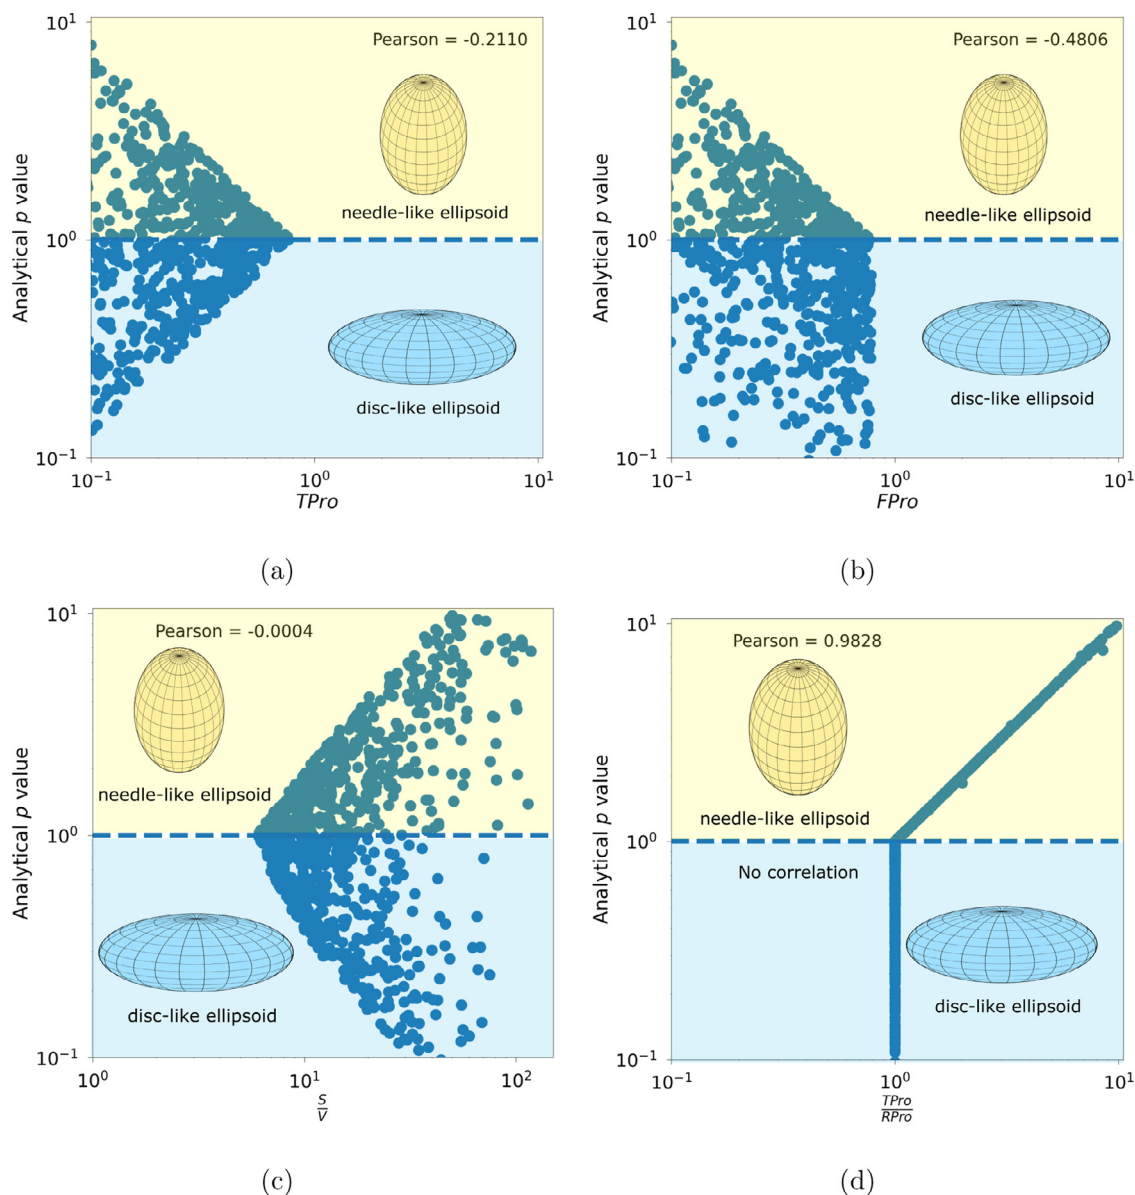 10¹
Pearson = -0.2110
Analytical p value
needle-like ellipsoid
10⁰
disc-like ellipsoid
10⁻¹
10⁻¹
10⁰
10¹
TPro
(a)
10¹
Pearson = -0.4806
Analytical p value
needle-like ellipsoid
10⁰
disc-like ellipsoid
10⁻¹
10⁻¹
10⁰
10¹
FPro
(b)
10¹
Pearson = -0.0004
Analytical p value
needle-like ellipsoid
10⁰
disc-like ellipsoid
10⁻¹
10⁰
10¹
10²
S
V
(c)
10¹
Pearson = 0.9828
Analytical p value
needle-like ellipsoid
10⁰
No correlation
disc-like ellipsoid
10⁻¹
10⁻¹
10⁰
10¹
TPro
RPro
(d)